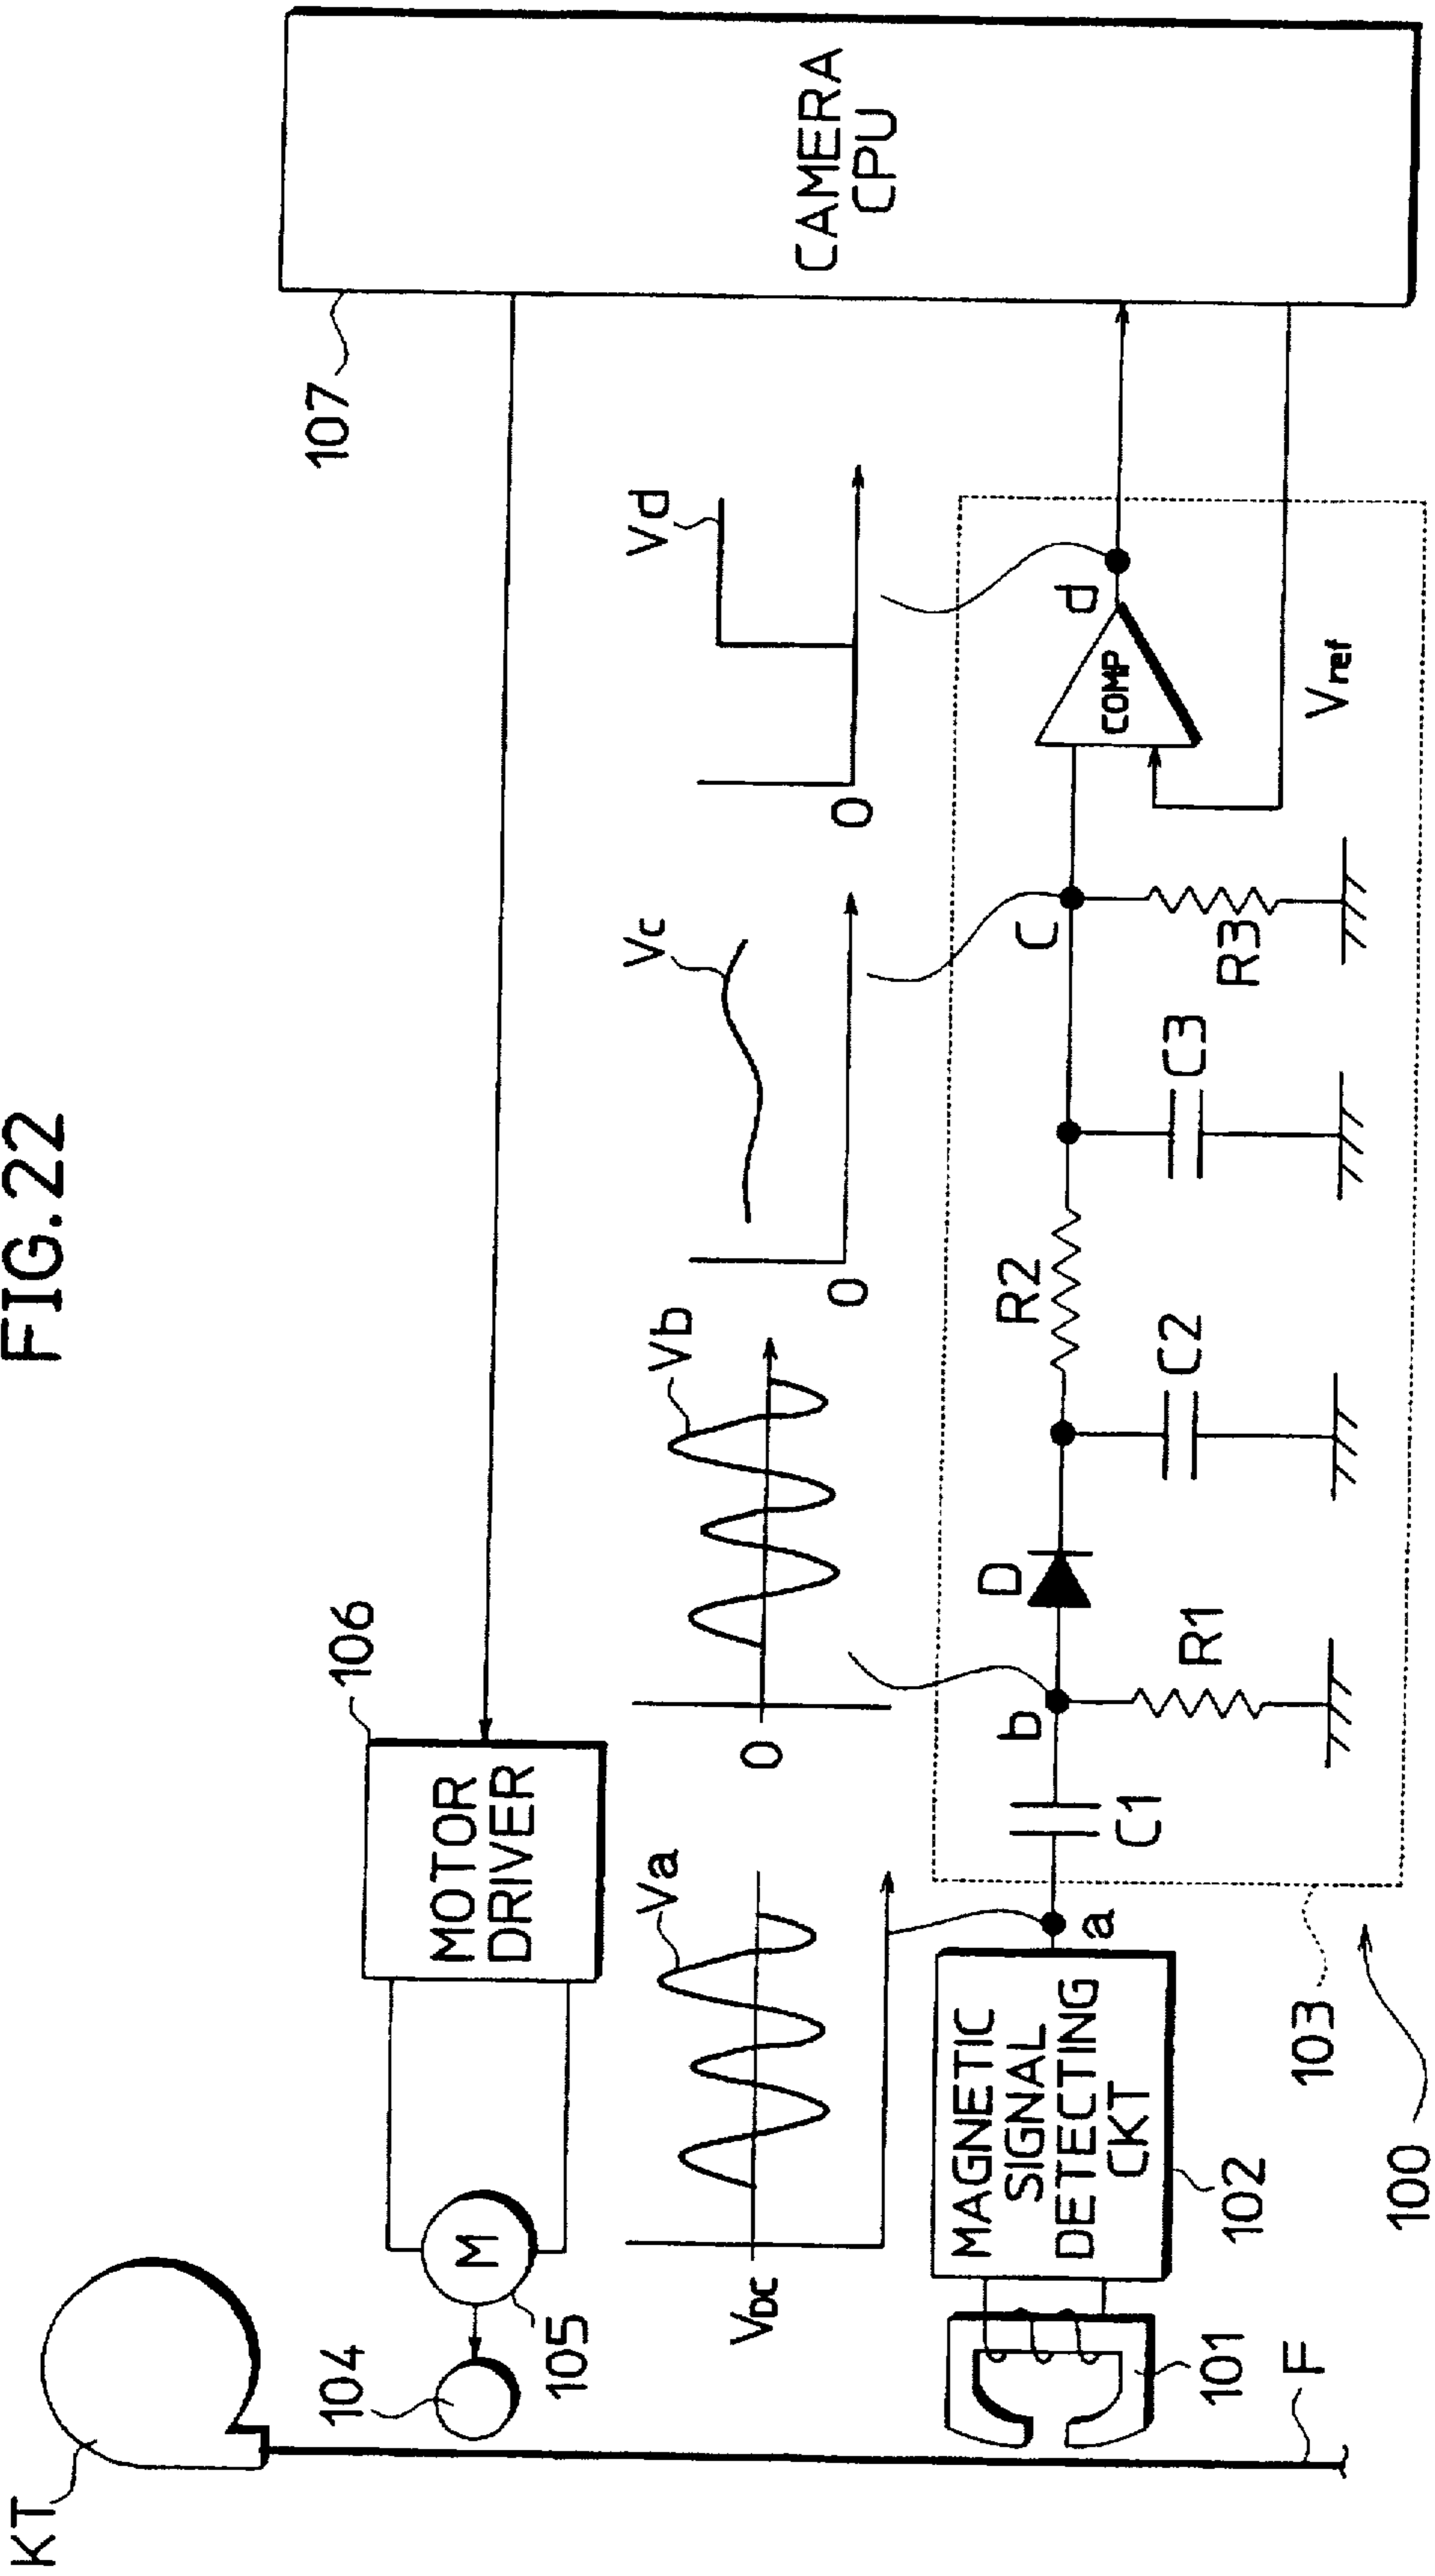 FIG.22
KT
104
105
M
106
MOTOR
DRIVER
107
CAMERA
CPU
Va
VDC
Vb
0
Vc
0
Vd
0
F
101
102
MAGNETIC
SIGNAL
DETECTING
CKT
a
C1
b
R1
D
C2
R2
C3
C
R3
COMP
d
Vref
103
100